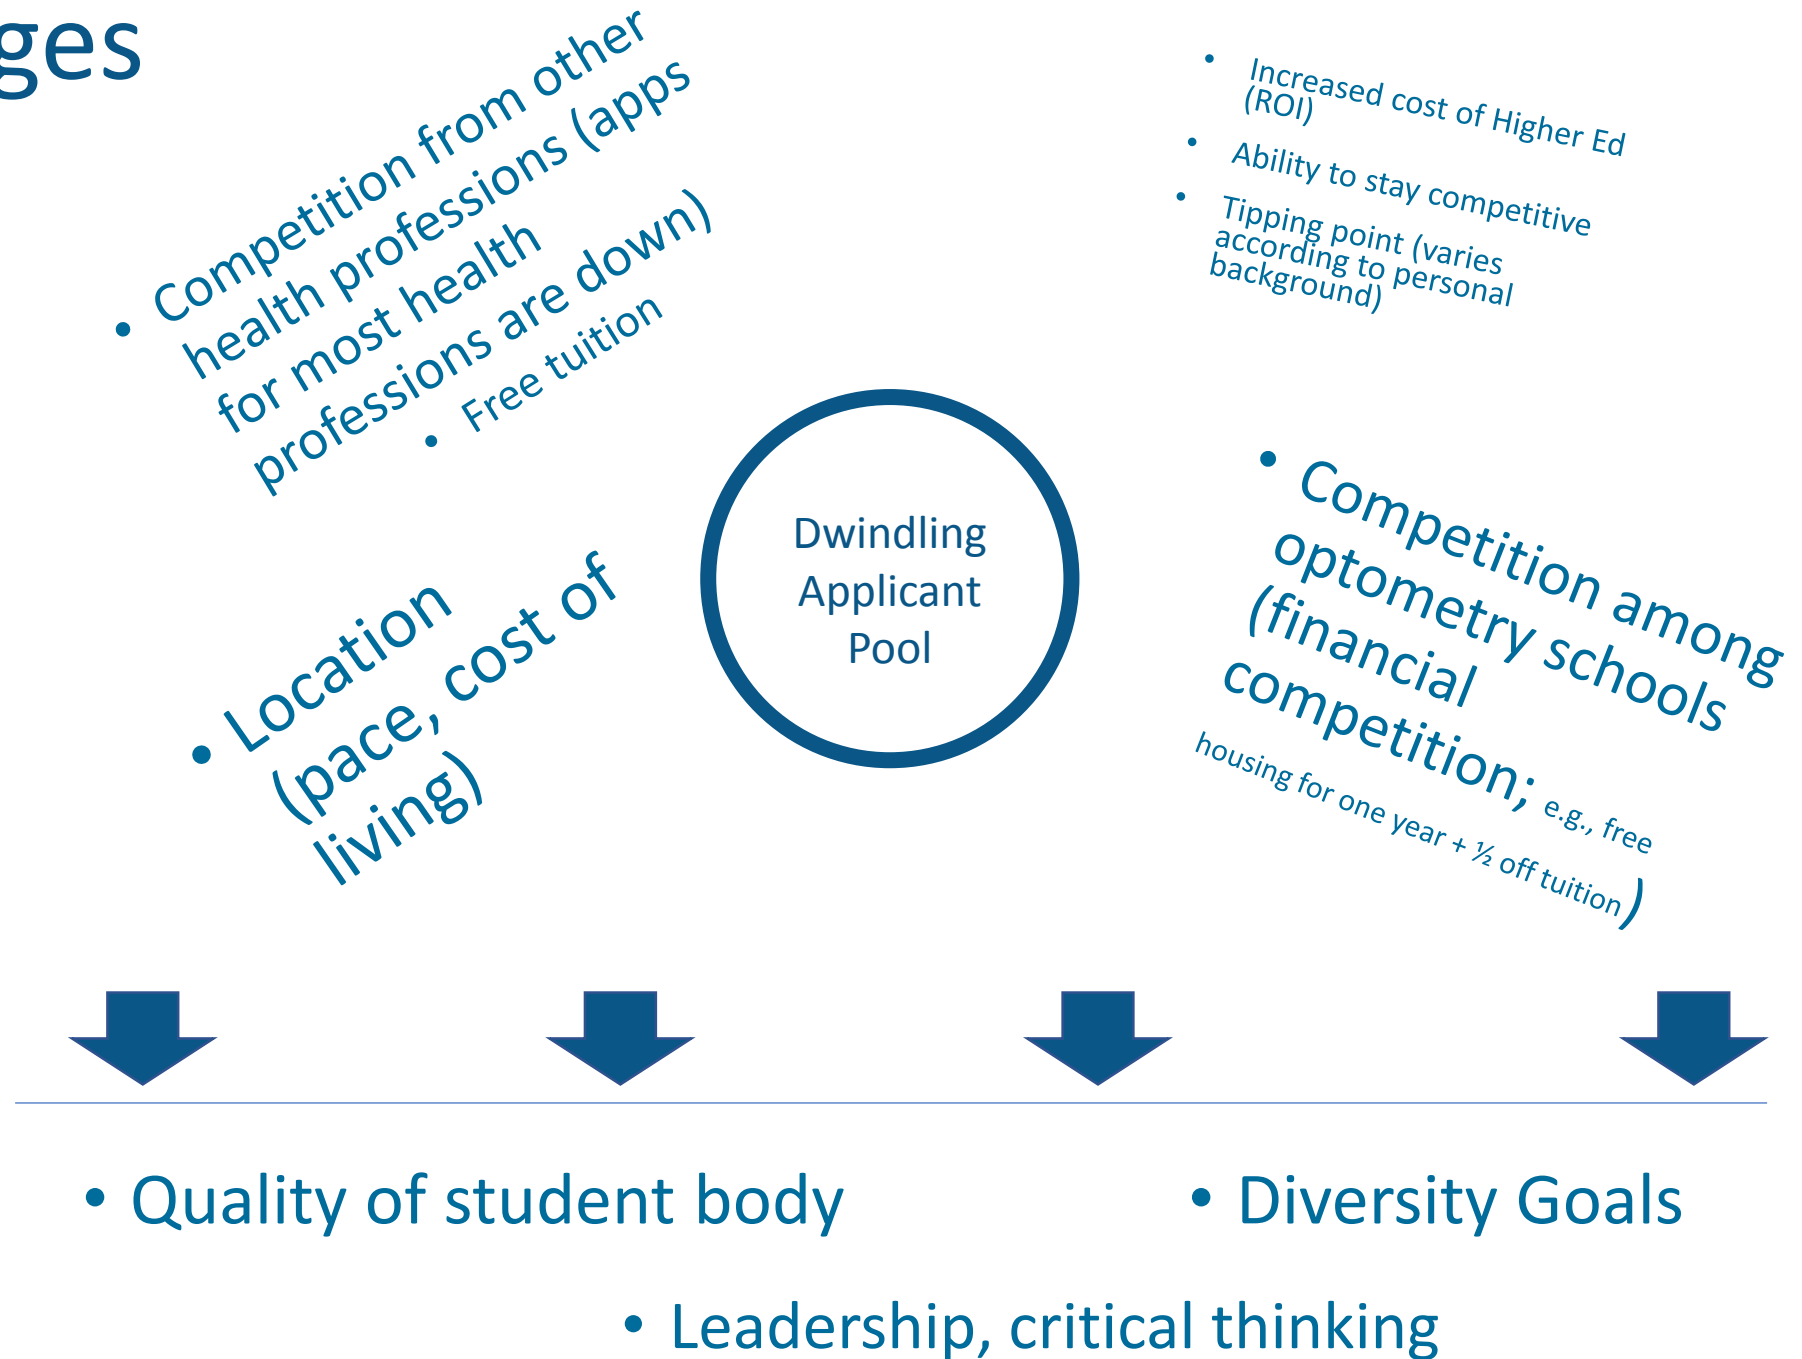 ges
• Competition from other
health professions (apps
for most health
professions are down)
• Free tuition
• Increased cost of Higher Ed
(ROI)
• Ability to stay competitive
• Tipping point (varies
according to personal
background)
Dwindling
Applicant
Pool
• Location
(pace, cost of
living)
• Competition among
optometry schools
(financial
competition; e.g., free
housing for one year + ½ off tuition)
• Quality of student body
• Diversity Goals
• Leadership, critical thinking